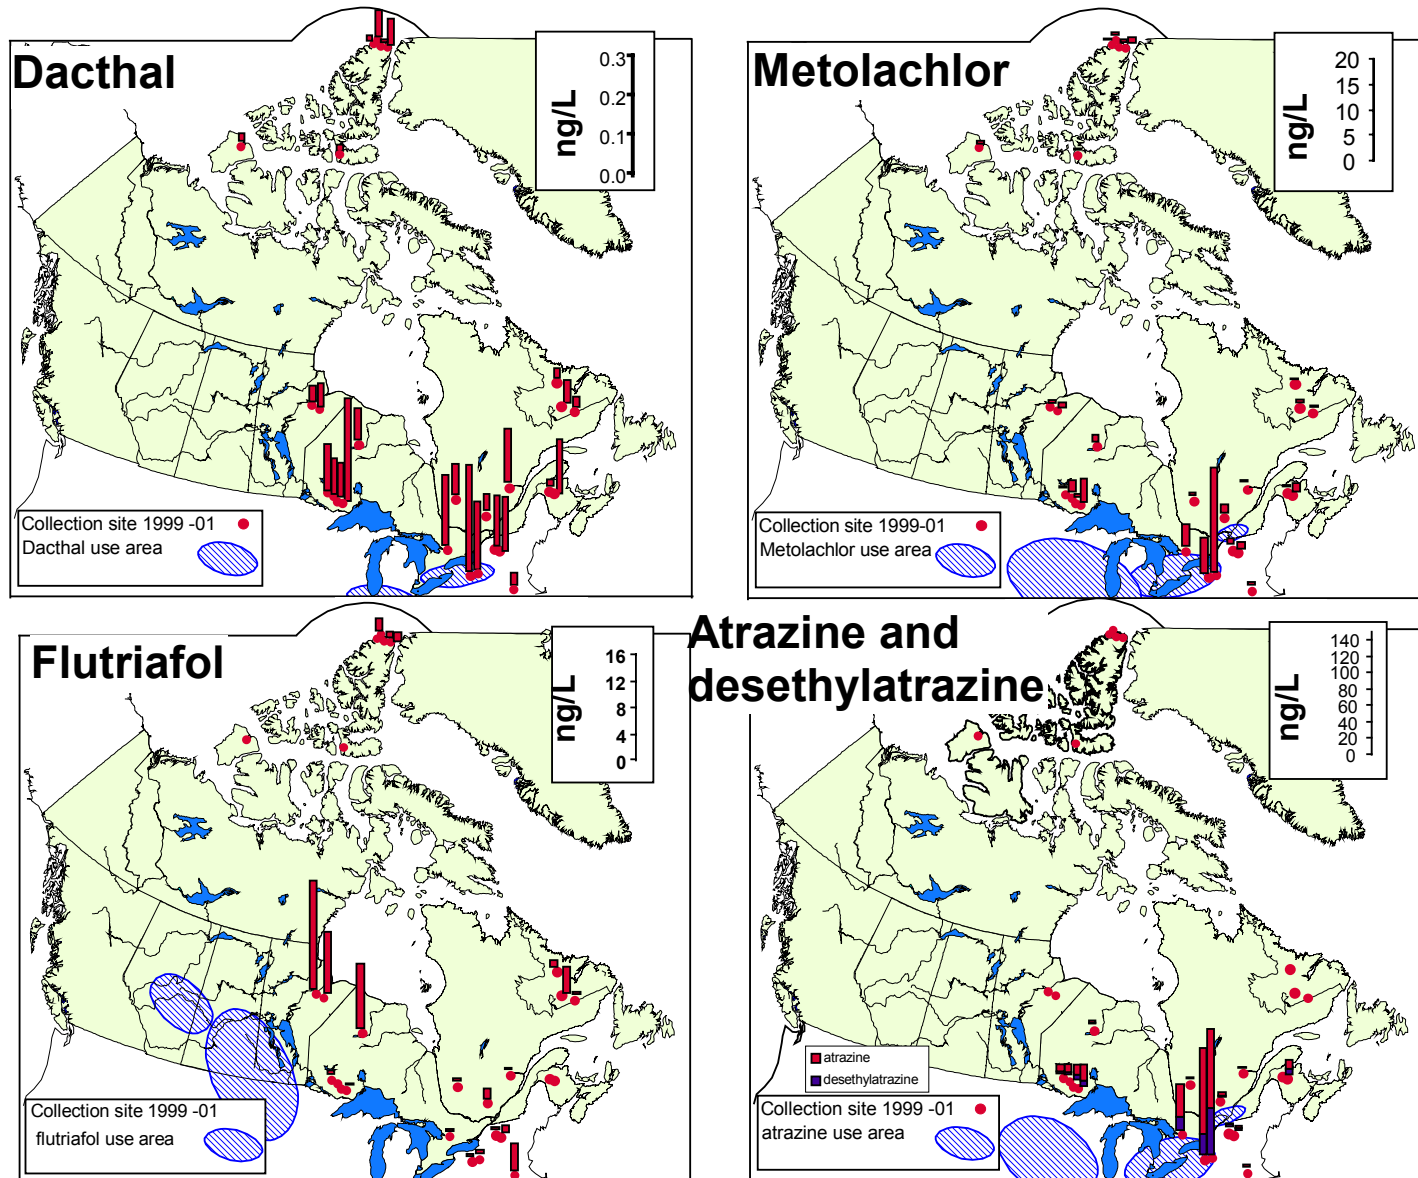 Dacthal
ng/L
0.3
0.2
0.1
0.0
Collection site 1999 -01
Dacthal use area
Metolachlor
ng/L
20
15
10
5
0
Collection site 1999-01
Metolachlor use area
Flutriafol
ng/L
16
12
8
4
0
Collection site 1999 -01
flutriafol use area
Atrazine and
desethylatrazine
ng/L
140
120
100
80
60
40
20
0
atrazine
desethylatrazine
Collection site 1999 -01
atrazine use area